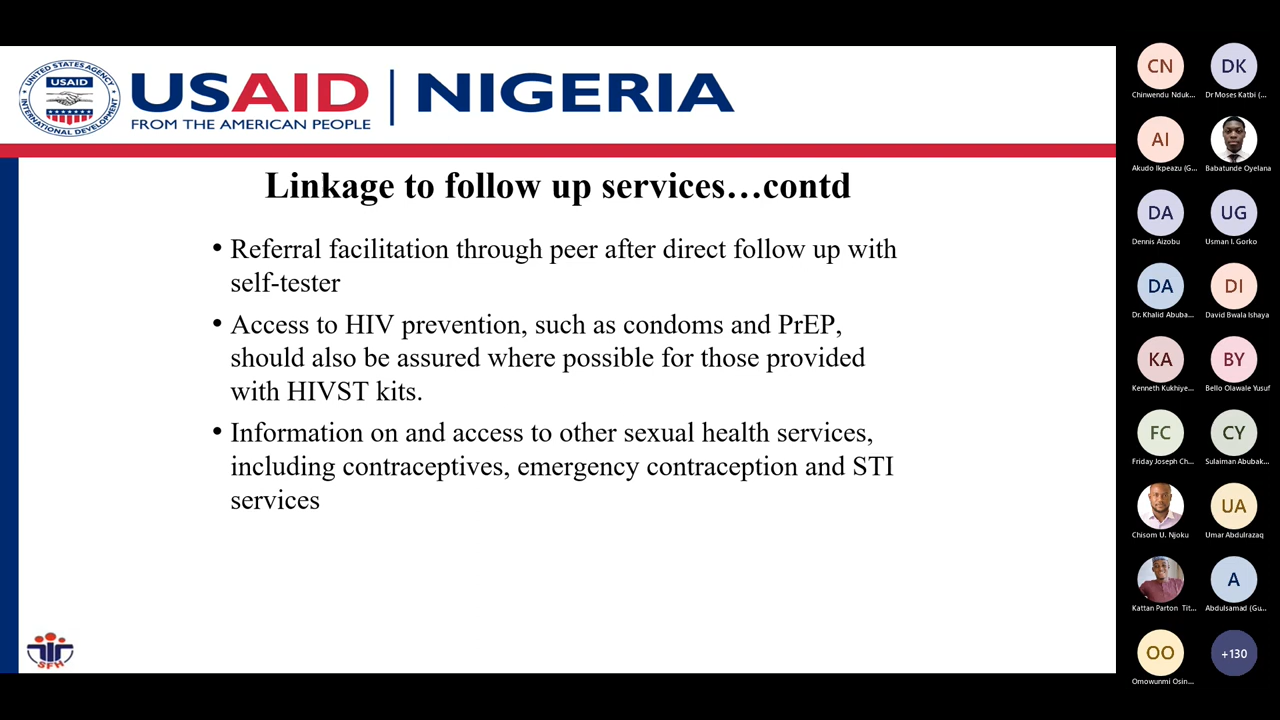 UNITED STATES AGENCY
USAID
INTERNATIONAL DEVELOPMENT
USAID | NIGERIA
FROM THE AMERICAN PEOPLE
Linkage to follow up services…contd
• Referral facilitation through peer after direct follow up with
self-tester
• Access to HIV prevention, such as condoms and PrEP,
should also be assured where possible for those provided
with HIVST kits.
• Information on and access to other sexual health services,
including contraceptives, emergency contraception and STI
services
SFH
CN
Chinwendu Nduk...
DK
Dr Moses Katbi (...
AI
Akudo Ikpeazu (G...
Babatunde Oyelana
DA
Dennis Aizobu
UG
Usman I. Gorko
DA
Dr. Khalid Abuba...
DI
David Bwala Ishaya
KA
Kenneth Kukhiye...
BY
Bello Olawale Yusuf
FC
Friday Joseph Ch...
CY
Sulaiman Abubak...
Chisom U. Njoku
UA
Umar Abdulrazaq
Kattan Parton Tit...
A
Abdulsamad (Gu...
OO
Omowunmi Osin...
+130